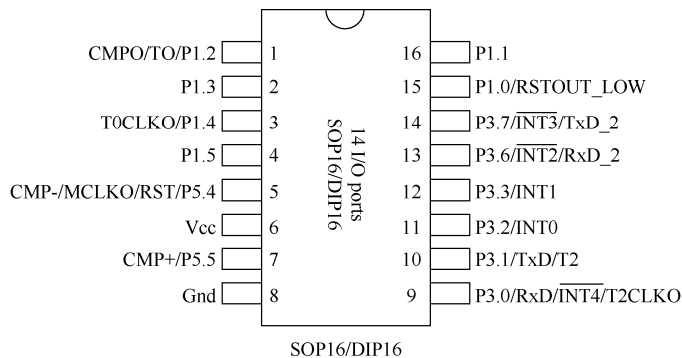 CMPO/TO/P1.2 1 16 P1.1
P1.3 2 15 P1.0/RSTOUT_LOW
T0CLKO/P1.4 3 14 P3.7/INT3/TxD_2
P1.5 4 13 P3.6/INT2/RxD_2
CMP-/MCLKO/RST/P5.4 5 12 P3.3/INT1
Vcc 6 11 P3.2/INT0
CMP+/P5.5 7 10 P3.1/TxD/T2
Gnd 8 9 P3.0/RxD/INT4/T2CLKO
14 I/O ports
SOP16/DIP16
SOP16/DIP16